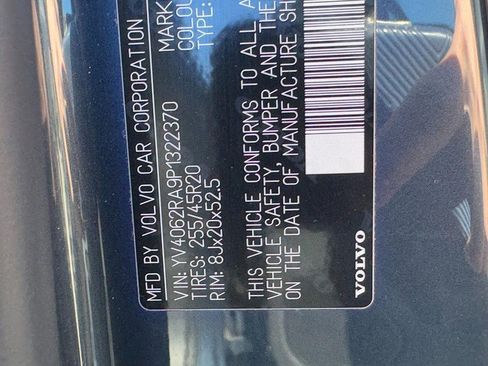 MFD BY VOLVO CAR CORPORATION
VIN: YV4062RA9P1322370
TIRES: 255/45R20
RIM: 8Jx20x52.5
MARK
COLOU
TYPE:
THIS VEHICLE CONFORMS TO ALL A
VEHICLE SAFETY, BUMPER AND THE
ON THE DATE OF MANUFACTURE SH
VOLVO